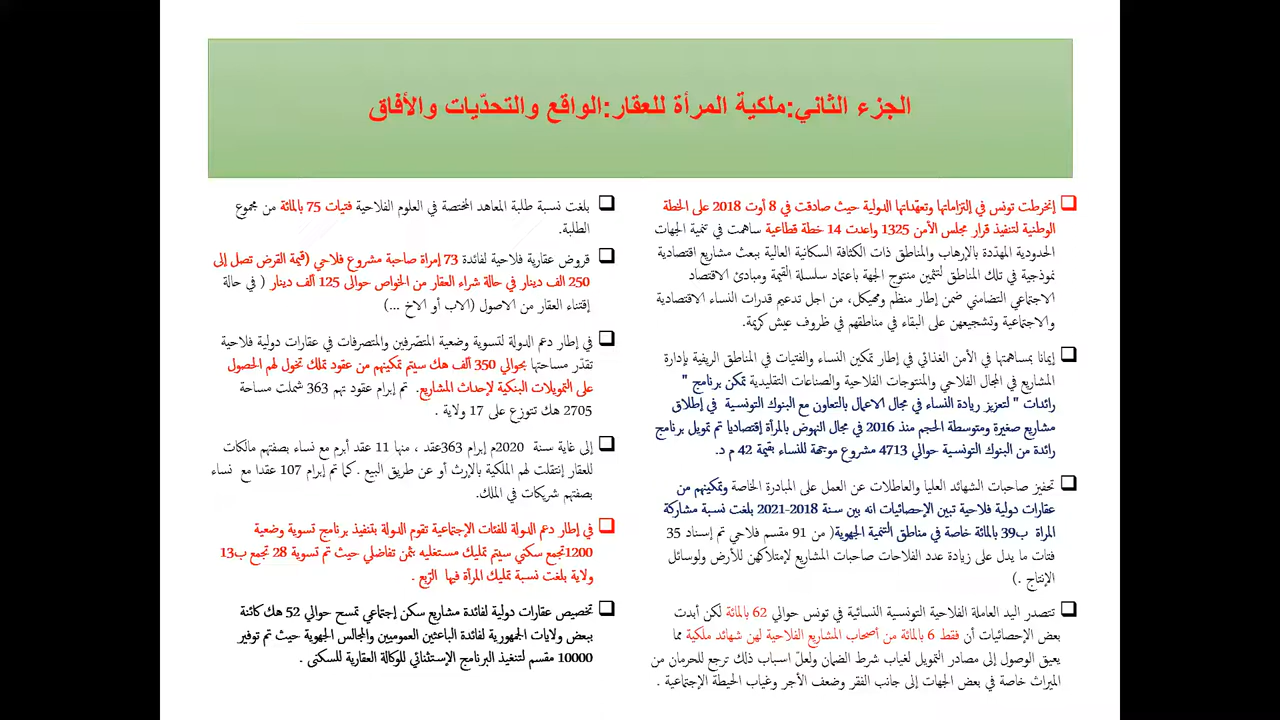 الجزء الثاني:ملكية المرأة للعقار:الواقع والتحدّيات والأفاق
إنخرطت تونس في إلتزاماتها وتعهّداتها الدولية حيث صادقت في 8 أوت 2018 على الخطة
الوطنية لتنفيذ قرار مجلس الأمن 1325 واعدت 14 خطة قطاعية ساهمت في تنمية الجهات
الحدودية المهدّدة بالإرهاب والمناطق ذات الكثافة السكانية العالية ببعث مشاريع اقتصادية
نموذجية في تلك المناطق لتثمين منتوج الجهة باعتماد سلسلة القيمة ومبادئ الاقتصاد
الاجتماعي التضامني ضمن إطار منظم ومهيكل، من اجل تدعيم قدرات النساء الاقتصادية
والاجتماعية وتشجيعهن على البقاء في مناطقهم في ظروف عيش كريمة.
إيمانا بمساهمتها في الأمن الغذائي في إطار تمكين النساء والفتيات في المناطق الريفية بإدارة
المشاريع في المجال الفلاحي والمنتوجات الفلاحية والصناعات التقليدية تمكن برنامج "
رائدات " لتعزيز ريادة النساء في مجال الاعمال بالتعاون مع البنوك التونسية في إطلاق
مشاريع صغيرة ومتوسطة الحجم منذ 2016 في مجال النهوض بالمرأة إقتصاديا تم تمويل برنامج
رائدة من البنوك التونسية حوالي 4713 مشروع موجهة للنساء بقيمة 42 م د.
تحفيز صاحبات الشهائد العليا والعاطلات عن العمل على المبادرة الخاصة وتمكينهم من
عقارات دولية فلاحية تبين الإحصائيات انه بين سنة 2018-2021 بلغت نسبة مشاركة
المراة ب39 بالمائة خاصة في مناطق التنمية الجهوية( من 91 مقسم فلاحي تم إسناد 35
فتات ما يدل على زيادة عدد الفلاحات صاحبات المشاريع لإمتلاكهن للأرض ولوسائل
الإنتاج .)
تتصدر اليد العاملة الفلاحية التونسية النسائية في تونس حوالي 62 بالمائة لكن أبدت
بعض الإحصائيات أن فقط 6 بالمائة من أصحاب المشاريع الفلاحية لهن شهائد ملكية مما
يعيق الوصول إلى مصادر التمويل لغياب شرط الضمان ولعلّ اسباب ذلك ترجع للحرمان من
الميراث خاصة في بعض الجهات إلى جانب الفقر وضعف الأجر وغياب الحيطة الإجتماعية .
بلغت نسبة طلبة المعاهد المختصة في العلوم الفلاحية فتيات 75 بالمائة من مجموع
الطلبة.
قروض عقارية فلاحية لفائدة 73 إمراة صاحبة مشروع فلاحي (قيمة القرض تصل إلى
250 الف دينار في حالة شراء العقار من الخواص حوالى 125 ألف دينار ( في حالة
إقتناء العقار من الاصول (الاب أو الاخ ...)
في إطار دعم الدولة لتسوية وضعية المتصّرفين والمتصرفات في عقارات دولية فلاحية
تقدّر مساحتها بحوالي 350 ألف هك سيتم تمكينهم من عقود تملك تخول لهم الحصول
على التمويلات البنكية لإحداث المشاريع. تم إبرام عقود تهم 363 شملت مساحة
2705 هك تتوزع على 17 ولاية .
إلى غاية سنة 2020م إبرام 363عقد ، منها 11 عقد أبرم مع نساء بصفتهم مالكات
للعقار إنتقلت لهم الملكية بالإرث أو عن طريق البيع .كما تم إبرام 107 عقدا مع نساء
بصفتهم شريكات في الملك.
في إطار دعم الدولة للفئات الإجتماعية تقوم الدولة بتنفيذ برنامج تسوية وضعية
1200تجمع سكني سيتم تمليك مستغليه بثمن تفاضلي حيث تم تسوية 28 تجمع ب13
ولاية بلغت نسبة تمليك المرأة فيها الرّبع .
تخصيص عقارات دولية لفائدة مشاريع سكن إجتماعي تمسح حوالي 52 هك كائنة
ببعض ولايات الجمهورية لفائدة الباعثين العموميين والمجالس الجهوية حيث تم توفير
10000 مقسم لتنفيذ البرنامج الإستثنائي للوكالة العقارية للسكنى .